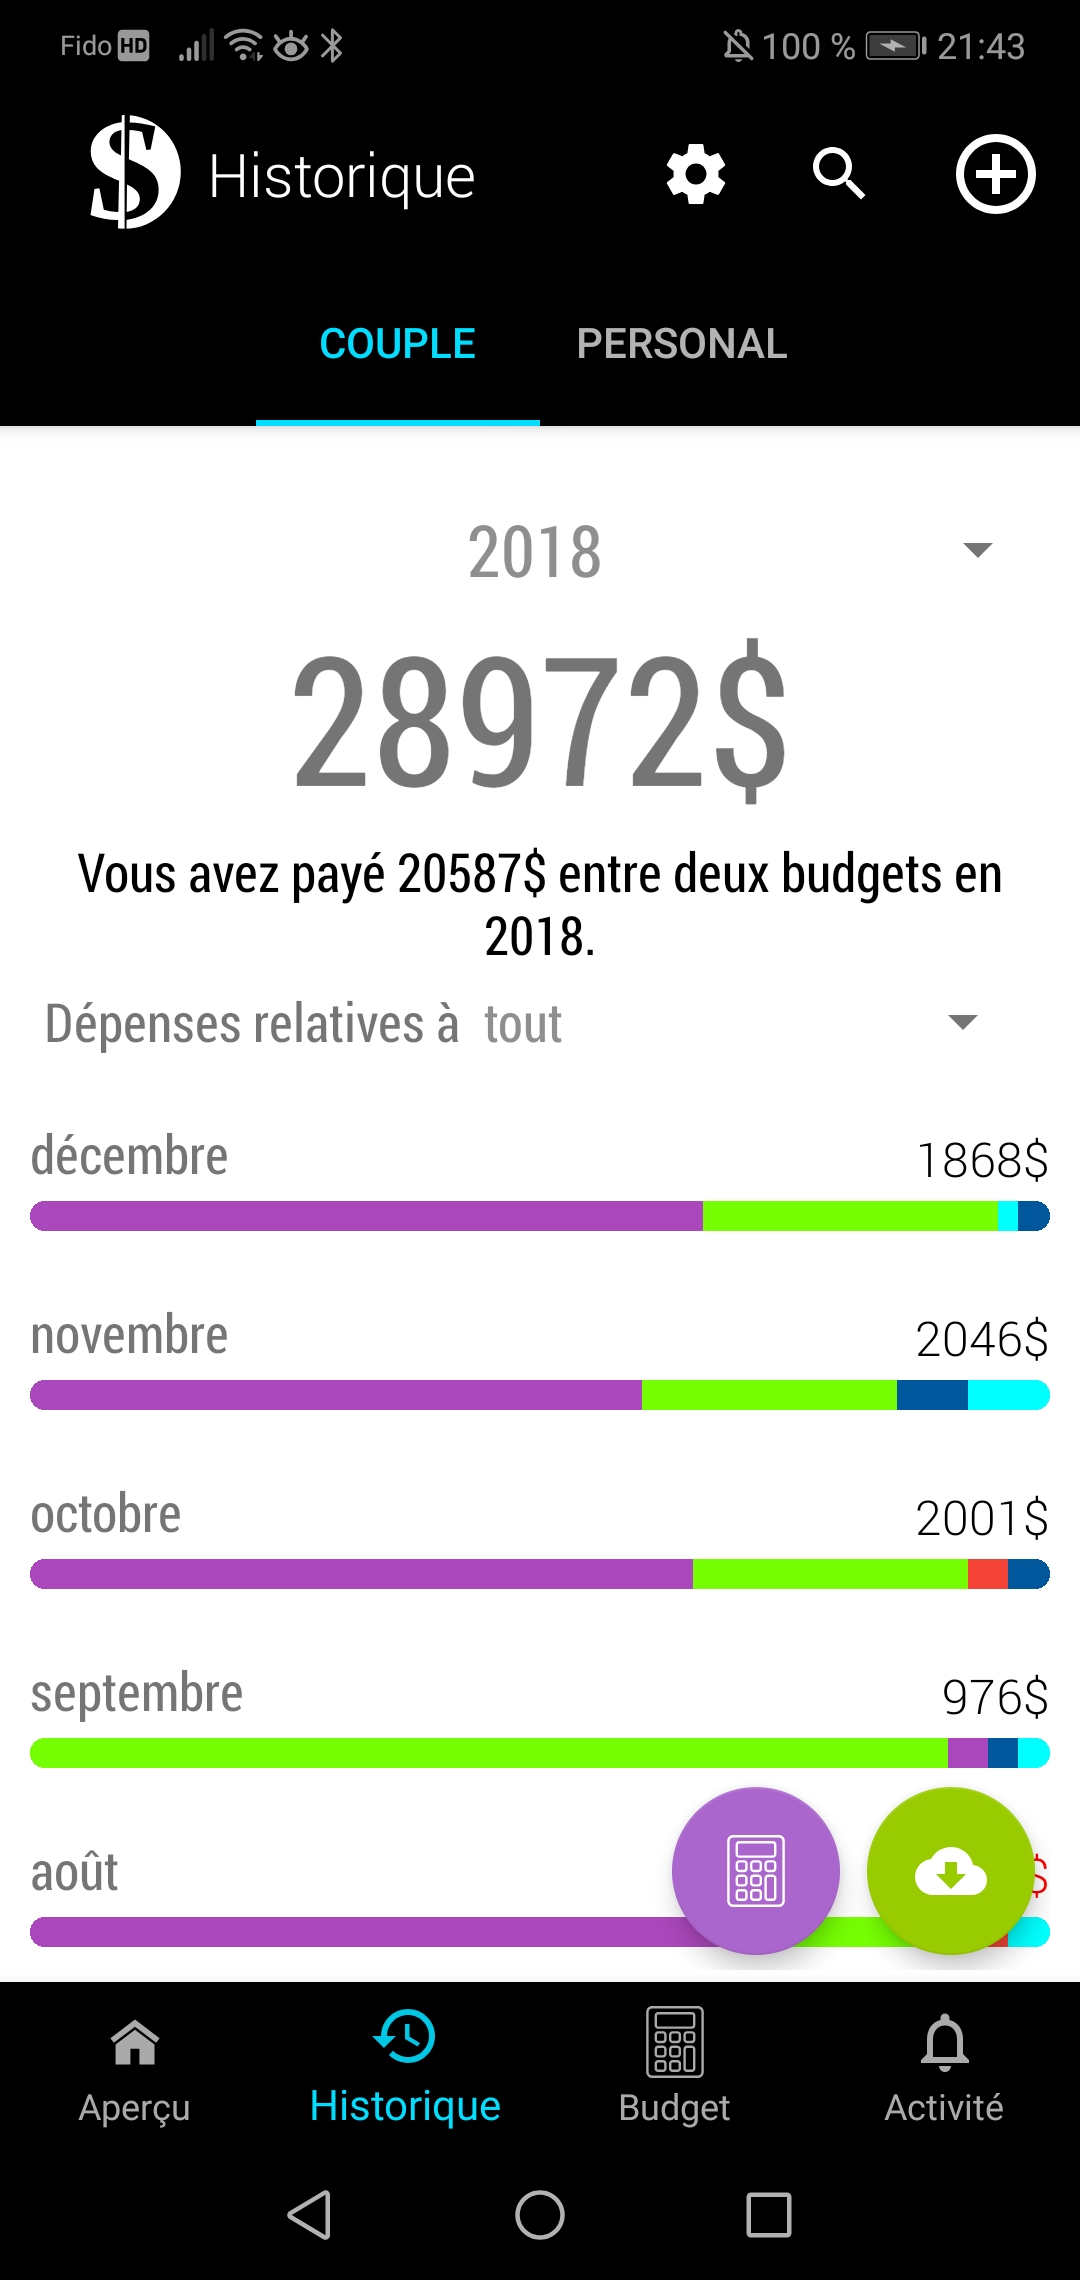 Fido HD 100 % 21:43
$ Historique
COUPLE PERSONAL
2018
28972$
Vous avez payé 20587$ entre deux budgets en
2018.
Dépenses relatives à tout
décembre 1868$
novembre 2046$
octobre 2001$
septembre 976$
août $
Aperçu Historique Budget Activité